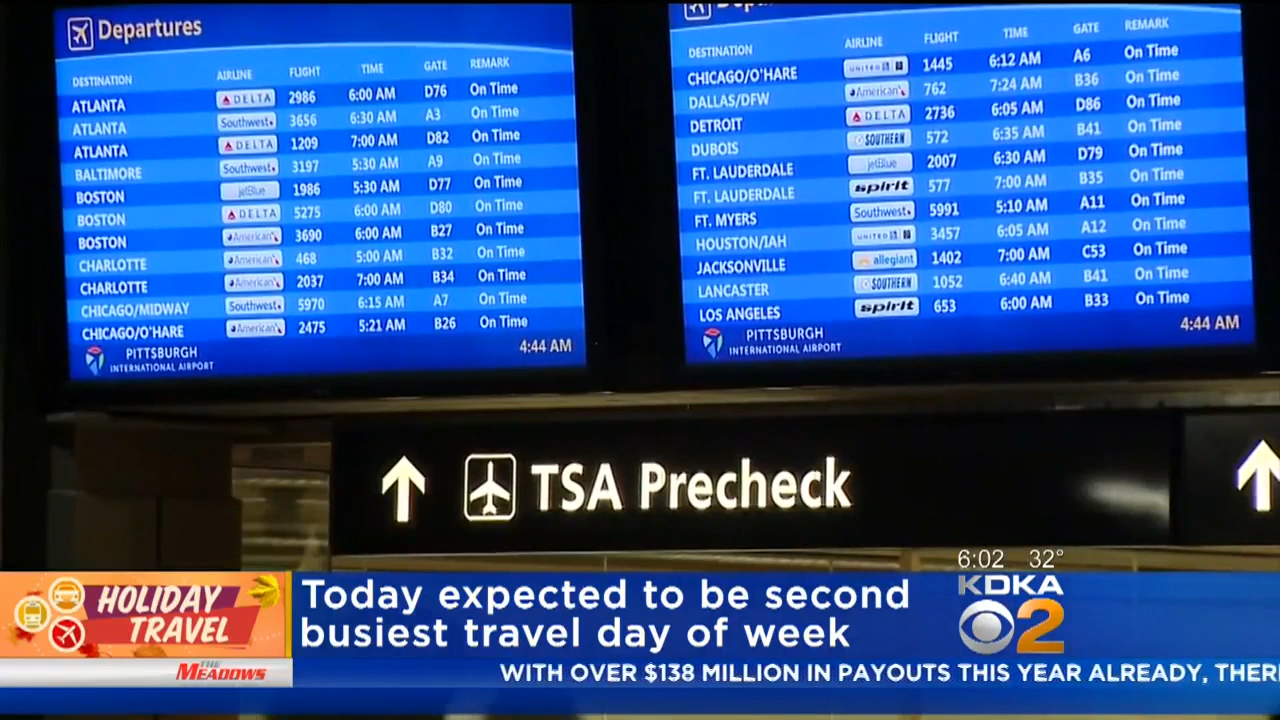 Departures
DESTINATION AIRLINE FLIGHT TIME GATE REMARK
ATLANTA DELTA 2986 6:00 AM D76 On Time
ATLANTA Southwest 3656 6:30 AM A3 On Time
ATLANTA DELTA 1209 7:00 AM D82 On Time
BALTIMORE Southwest 3197 5:30 AM A9 On Time
BOSTON jetBlue 1986 5:30 AM D77 On Time
BOSTON DELTA 5275 6:00 AM D80 On Time
BOSTON American 3690 6:00 AM B27 On Time
CHARLOTTE American 468 5:00 AM B32 On Time
CHARLOTTE American 2037 7:00 AM B34 On Time
CHICAGO/MIDWAY Southwest 5970 6:15 AM A7 On Time
CHICAGO/O'HARE American 2475 5:21 AM B26 On Time
PITTSBURGH
INTERNATIONAL AIRPORT
4:44 AM
DESTINATION AIRLINE FLIGHT TIME GATE REMARK
CHICAGO/O'HARE UNITED 1445 6:12 AM A6 On Time
DALLAS/DFW American 762 7:24 AM B36 On Time
DETROIT DELTA 2736 6:05 AM D86 On Time
DUBOIS SOUTHERN 572 6:35 AM B41 On Time
FT. LAUDERDALE jetBlue 2007 6:30 AM D79 On Time
FT. LAUDERDALE spirit 577 7:00 AM B35 On Time
FT. MYERS Southwest 5991 5:10 AM A11 On Time
HOUSTON/IAH UNITED 3457 6:05 AM A12 On Time
JACKSONVILLE allegiant 1402 7:00 AM C53 On Time
LANCASTER SOUTHERN 1052 6:40 AM B41 On Time
LOS ANGELES spirit 653 6:00 AM B33 On Time
PITTSBURGH
INTERNATIONAL AIRPORT
4:44 AM
TSA Precheck
HOLIDAY
TRAVEL
THE
MEADOWS
Today expected to be second
busiest travel day of week
6:02 32°
KDKA
2
WITH OVER $138 MILLION IN PAYOUTS THIS YEAR ALREADY, THER